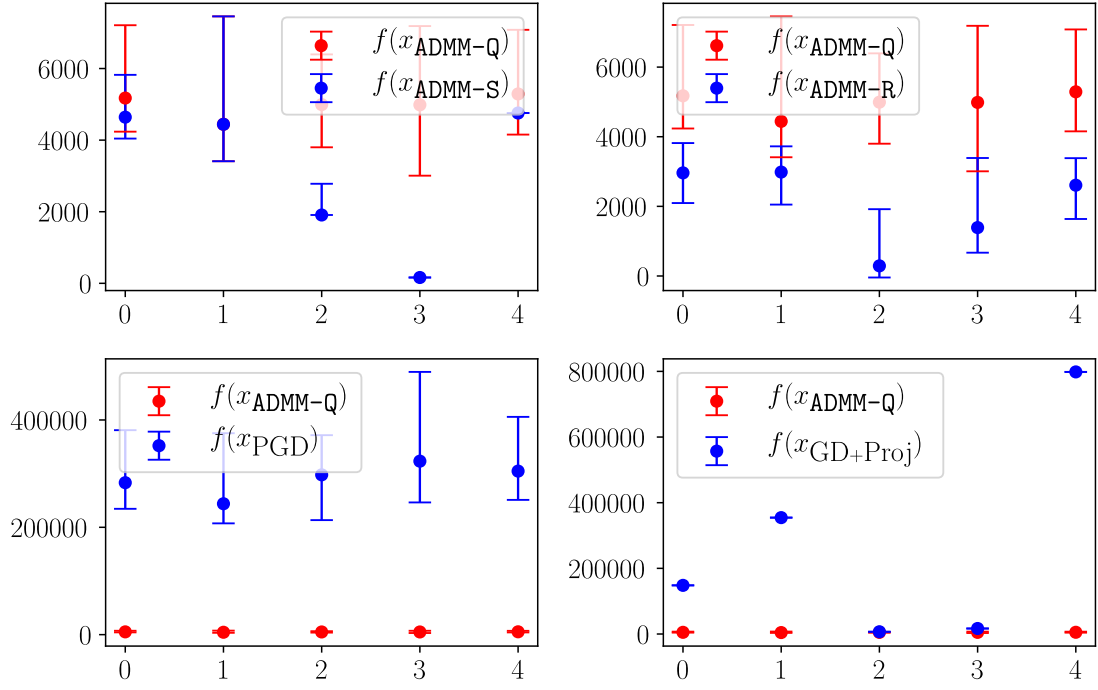 f(x_ADMM-Q)
f(x_ADMM-S)
6000
4000
2000
0
0 1 2 3 4
f(x_ADMM-Q)
f(x_ADMM-R)
6000
4000
2000
0
0 1 2 3 4
f(x_ADMM-Q)
f(x_PGD)
400000
200000
0
0 1 2 3 4
f(x_ADMM-Q)
f(x_GD+Proj)
800000
600000
400000
200000
0
0 1 2 3 4